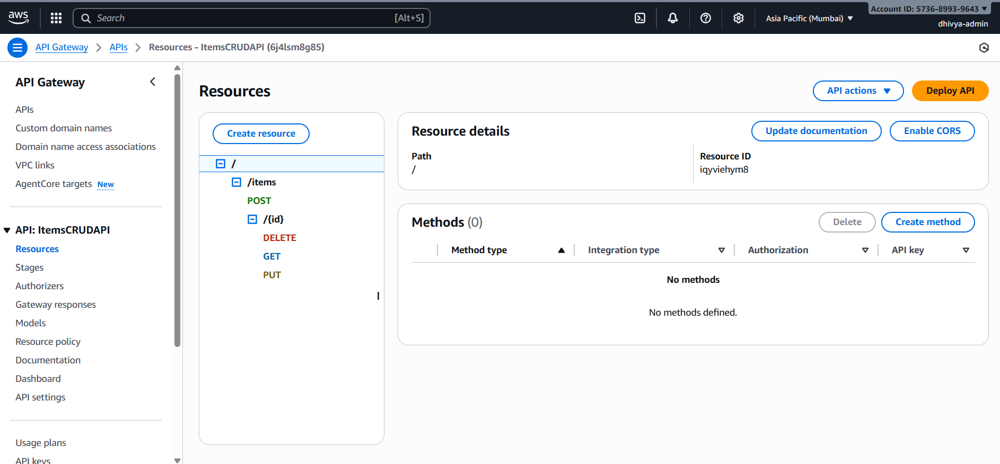 aws
Search
[Alt+S]
Asia Pacific (Mumbai)
Account ID: 5736-8993-9643
dhivya-admin
API Gateway
APIs
Resources - ItemsCRUDAPI (6j4lsm8g85)
API Gateway
APIs
Custom domain names
Domain name access associations
VPC links
AgentCore targets New
API: ItemsCRUDAPI
Resources
Stages
Authorizers
Gateway responses
Models
Resource policy
Documentation
Dashboard
API settings
Usage plans
API keys
Resources
API actions
Deploy API
Create resource
/
/items
POST
/{id}
DELETE
GET
PUT
Resource details
Update documentation
Enable CORS
Path
/
Resource ID
iqyviehym8
Methods (0)
Delete
Create method
Method type
Integration type
Authorization
API key
No methods
No methods defined.